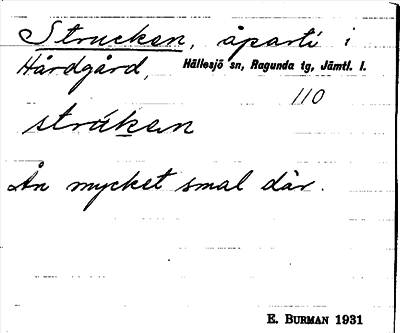 Strucken, åparti i
Hårdgård, Hällesjö sn, Ragunda tg, Jämtl. l.
110
stråkan
Ån mycket smal där.
E. BURMAN 1931